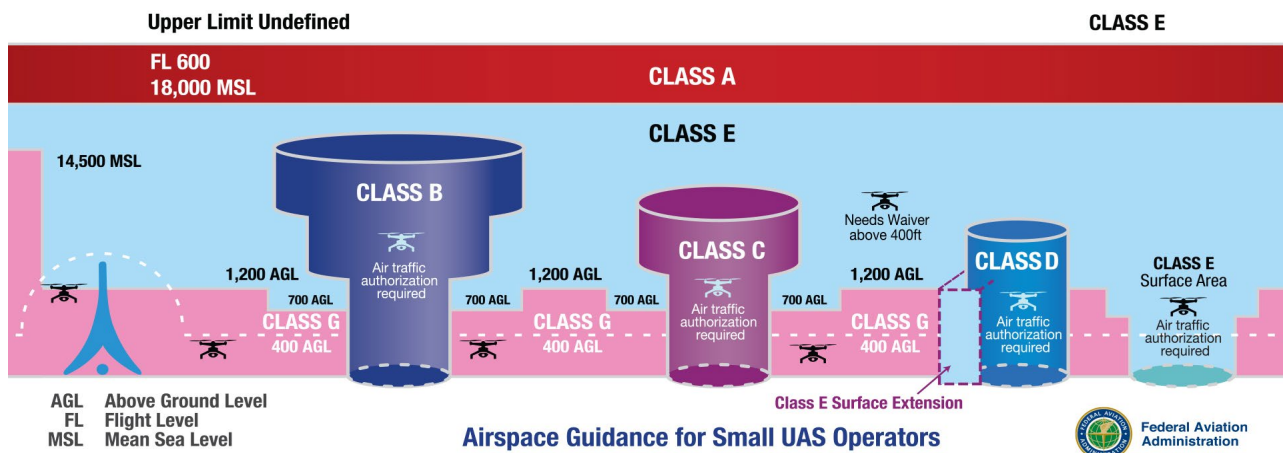 Upper Limit Undefined
CLASS E
FL 600
18,000 MSL
CLASS A
CLASS E
14,500 MSL
CLASS B
Air traffic
authorization
required
CLASS C
Air traffic
authorization
required
Needs Waiver
above 400ft
CLASS D
Air traffic
authorization
required
CLASS E
Surface Area
Air traffic
authorization
required
1,200 AGL
700 AGL
CLASS G
400 AGL
1,200 AGL
700 AGL
700 AGL
CLASS G
400 AGL
1,200 AGL
700 AGL
CLASS G
400 AGL
Class E Surface Extension
AGL Above Ground Level
FL Flight Level
MSL Mean Sea Level
Airspace Guidance for Small UAS Operators
FEDERAL AVIATION
Federal Aviation
Administration